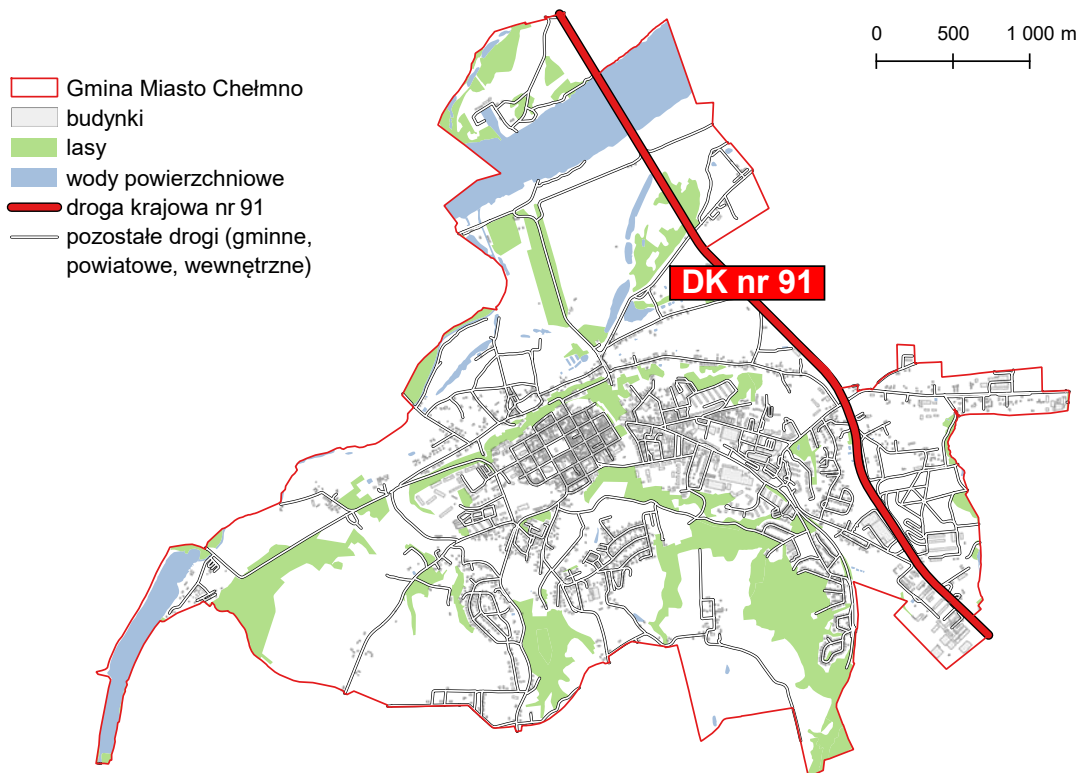 0 500 1 000 m
Gmina Miasto Chełmno
budynki
lasy
wody powierzchniowe
droga krajowa nr 91
pozostałe drogi (gminne,
powiatowe, wewnętrzne)
DK nr 91